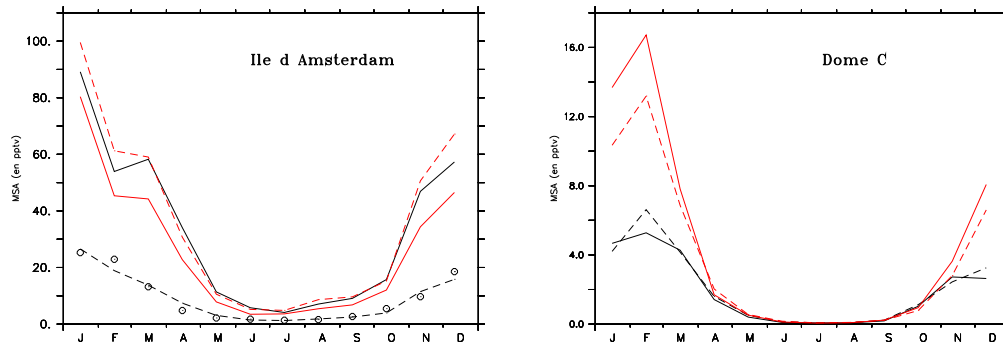 Ile d Amsterdam
MSA (en pptv)
100.
80.
60.
40.
20.
0.
J F M A M J J A S O N D
Dome C
MSA (en pptv)
16.0
12.0
8.0
4.0
0.0
J F M A M J J A S O N D